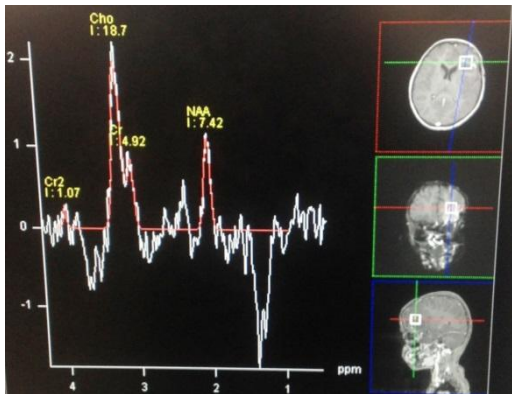 Cho
I : 18.7
2
NAA
I : 7.42
Cr
I : 4.92
1
Cr2
I : 1.07
0
-1
ppm
4 3 2 1